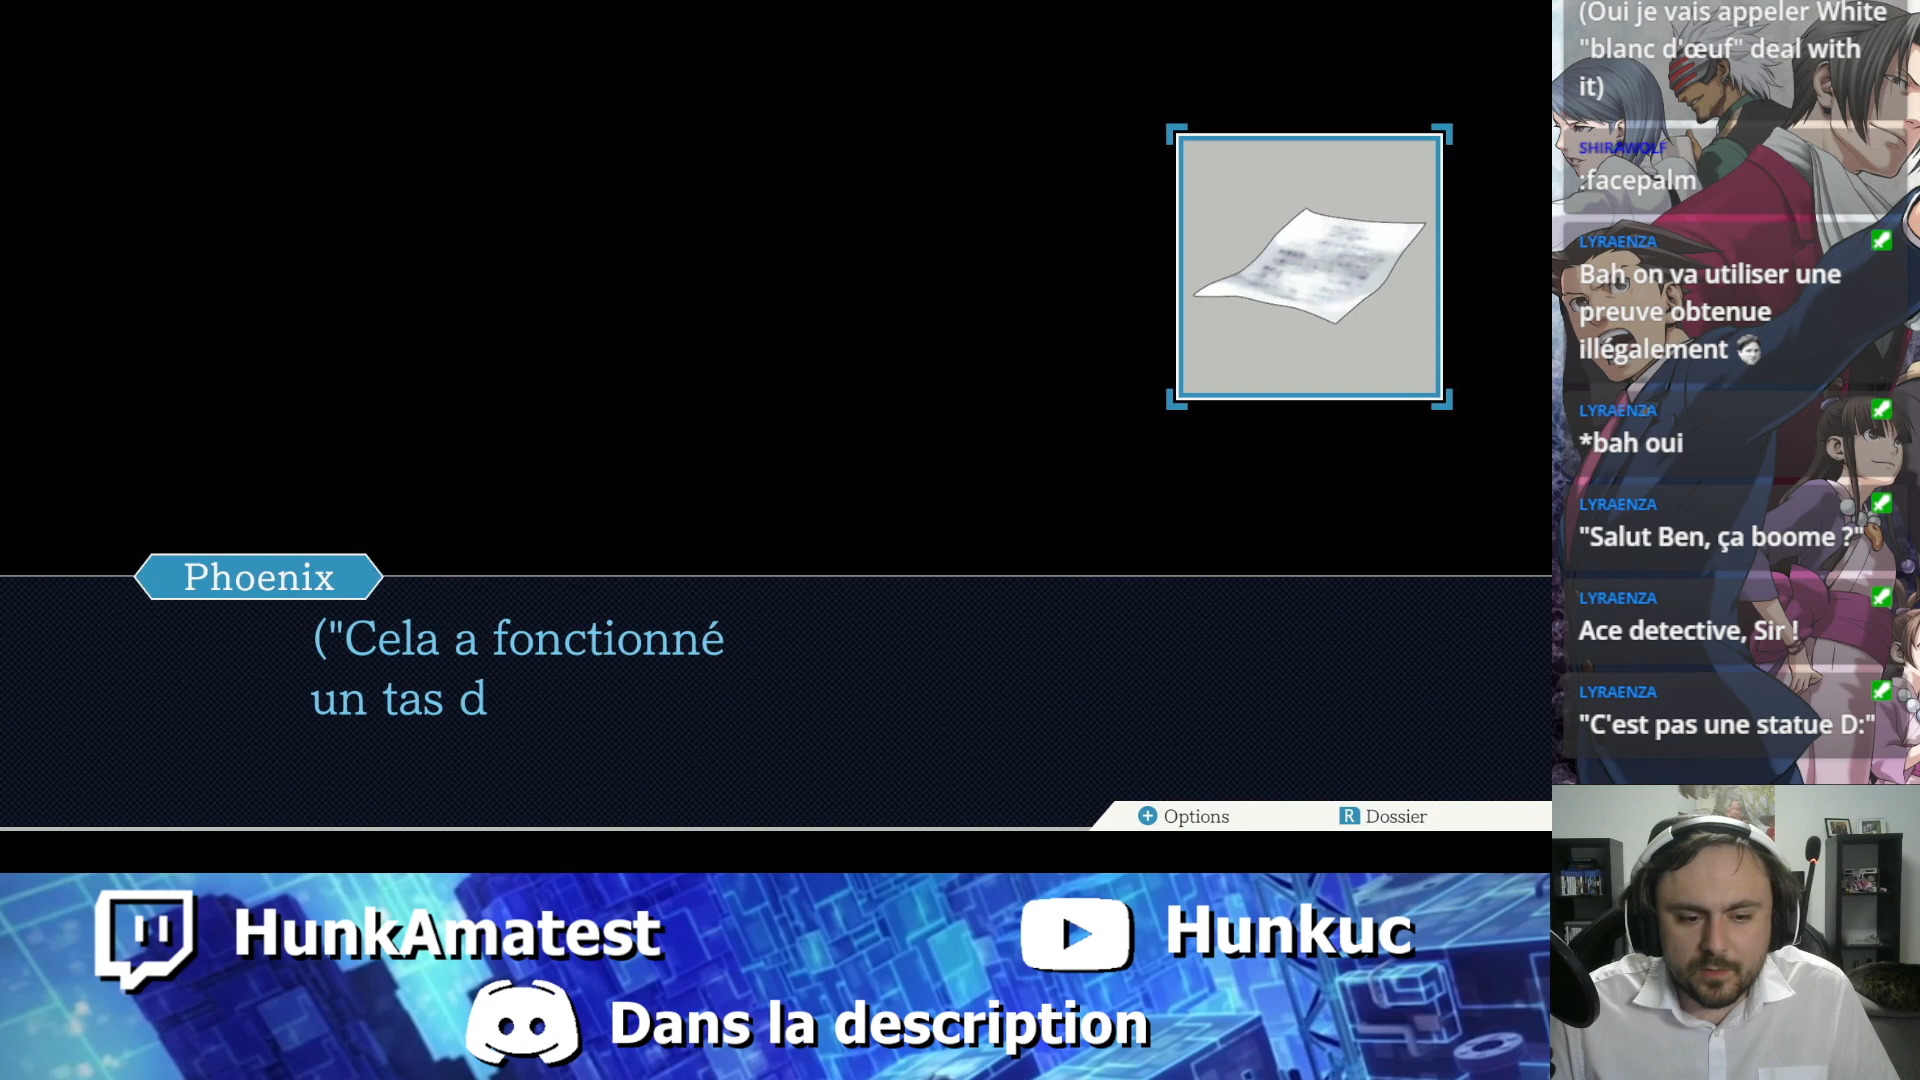 (Oui je vais appeler White
"blanc d'œuf" deal with
it)
SHIRAWOLF
:facepalm
LYRAENZA
Bah on va utiliser une
preuve obtenue
illégalement
LYRAENZA
*bah oui
LYRAENZA
"Salut Ben, ça boome ?"
LYRAENZA
Ace detective, Sir !
LYRAENZA
"C'est pas une statue D:"
Phoenix
("Cela a fonctionné
un tas d
Options
R Dossier
HunkAmatest
Hunkuc
Dans la description